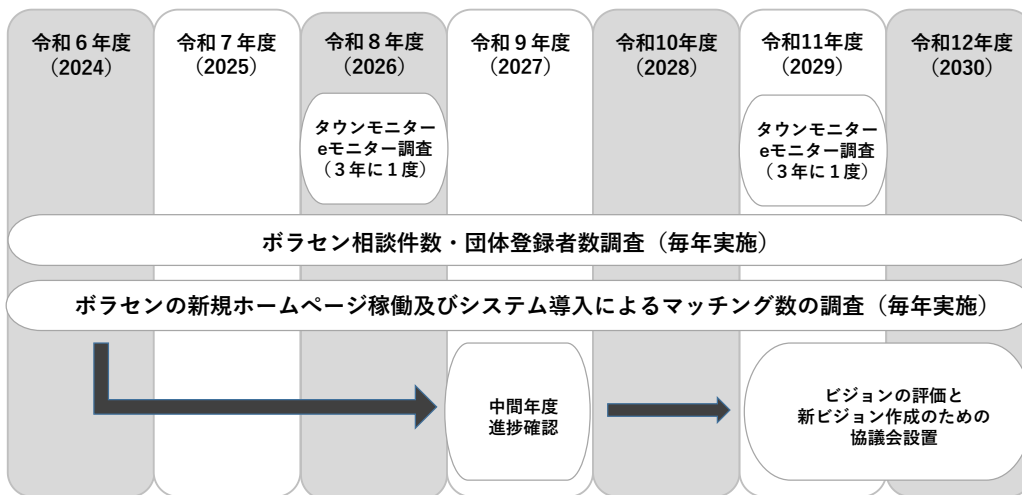 令和６年度
（2024）
令和７年度
（2025）
令和８年度
（2026）
令和９年度
（2027）
令和10年度
（2028）
令和11年度
（2029）
令和12年度
（2030）
タウンモニター
eモニター調査
（３年に１度）
タウンモニター
eモニター調査
（３年に１度）
ボラセン相談件数・団体登録者数調査（毎年実施）
ボラセンの新規ホームページ稼働及びシステム導入によるマッチング数の調査（毎年実施）
中間年度
進捗確認
ビジョンの評価と
新ビジョン作成のための
協議会設置